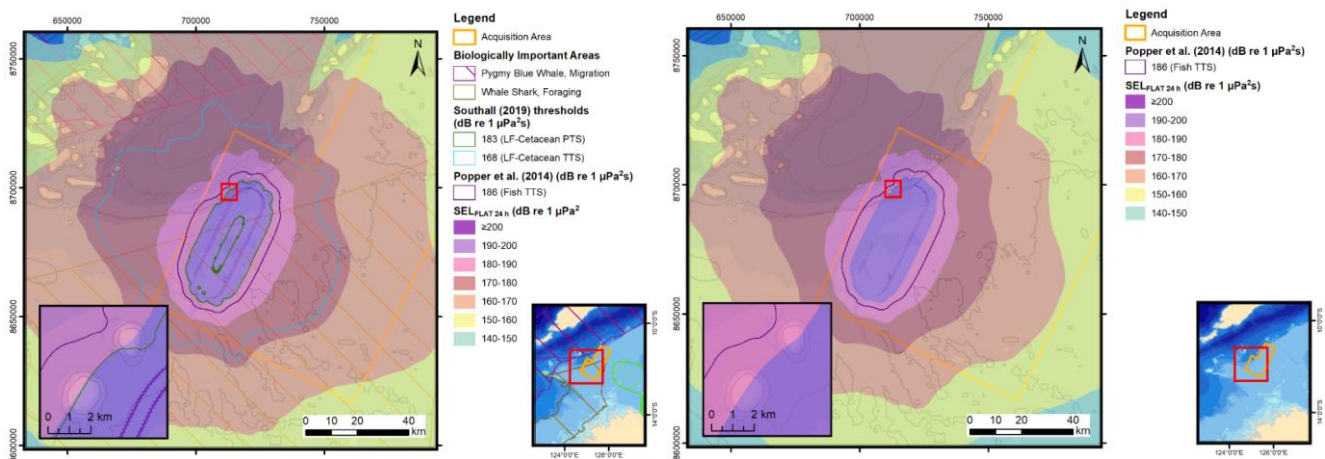 650000 700000 750000
8750000
8700000
8650000
8600000
N
0 1 2 km
0 10 20 40
km
Legend
Acquisition Area
Biologically Important Areas
Pygmy Blue Whale, Migration
Whale Shark, Foraging
Southall (2019) thresholds
(dB re 1 µPa²s)
183 (LF-Cetacean PTS)
168 (LF-Cetacean TTS)
Popper et al. (2014) (dB re 1 µPa²s)
186 (Fish TTS)
SELFLAT 24 h (dB re 1 µPa²
≥200
190-200
180-190
170-180
160-170
150-160
140-150
10°0'0"S
14°0'0"S
124°0'0"E 128°0'0"E
650000 700000 750000
8750000
8700000
8650000
8600000
N
0 1 2 km
0 10 20 40
km
Legend
Acquisition Area
Popper et al. (2014) (dB re 1 µPa²s)
186 (Fish TTS)
SELFLAT 24 h (dB re 1 µPa²s)
≥200
190-200
180-190
170-180
160-170
150-160
140-150
10°0'0"S
14°0'0"S